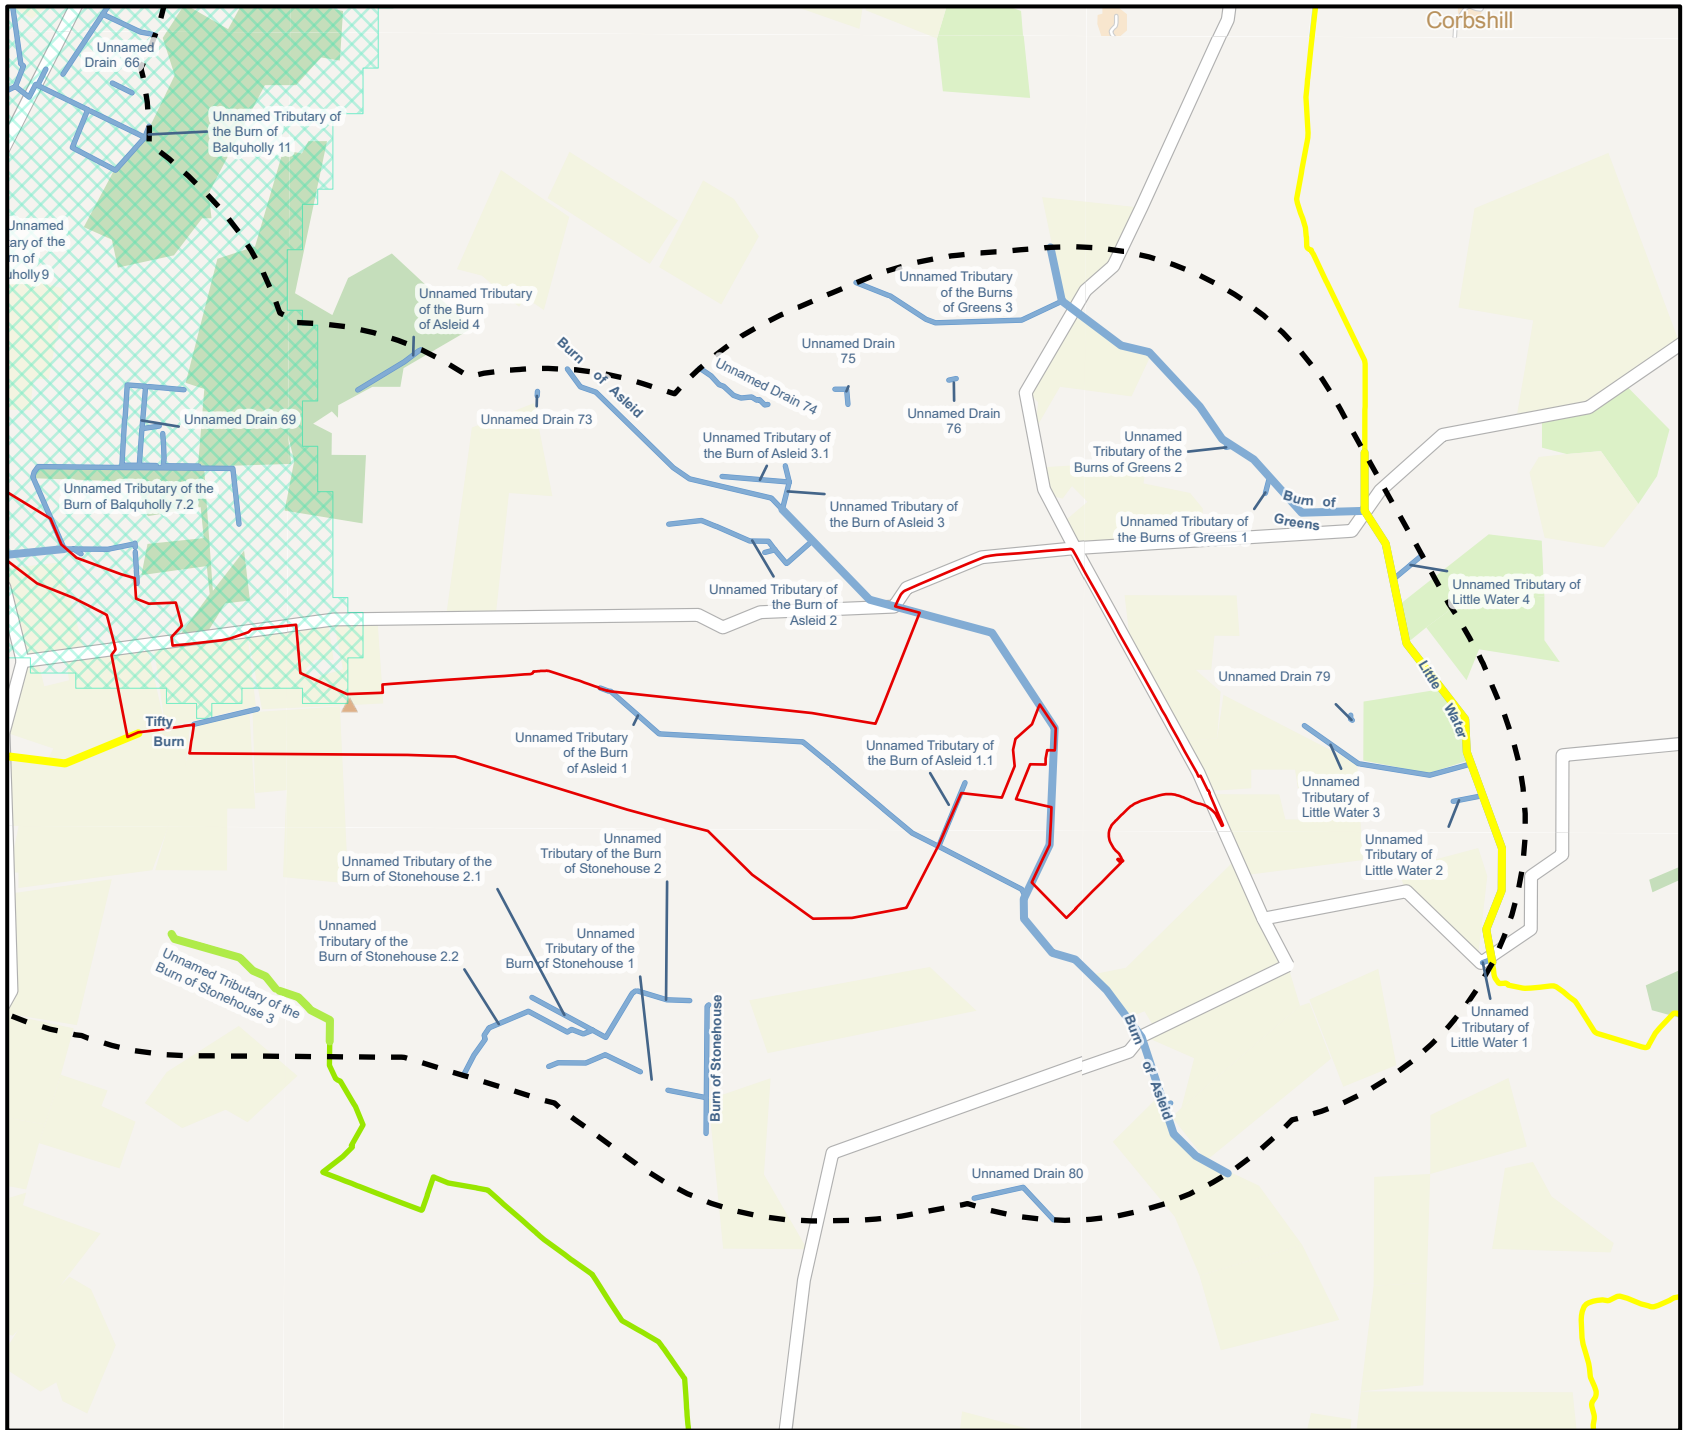 Corbshill
Unnamed
Drain 66
Unnamed Tributary of
the Burn of
Balquholly 11
Unnamed
tary of the
rn of
uholly 9
Unnamed Tributary
of the Burn
of Asleid 4
Unnamed Tributary
of the Burns
of Greens 3
Unnamed Drain
75
Burn of Asleid
Unnamed Drain 74
Unnamed Drain 73
Unnamed Drain
76
Unnamed Drain 69
Unnamed Tributary of
the Burn of Asleid 3.1
Unnamed
Tributary of the
Burns of Greens 2
Unnamed Tributary of the
Burn of Balquholly 7.2
Unnamed Tributary of
the Burn of Asleid 3
Burn of
Greens
Unnamed Tributary of
the Burns of Greens 1
Unnamed Tributary of
the Burn of
Asleid 2
Unnamed Tributary of
Little Water 4
Unnamed Drain 79
Little Water
Tifty
Burn
Unnamed Tributary
of the Burn
of Asleid 1
Unnamed Tributary of
the Burn of Asleid 1.1
Unnamed
Tributary of
Little Water 3
Unnamed
Tributary of
Little Water 2
Unnamed
Tributary of the Burn
of Stonehouse 2
Unnamed Tributary of the
Burn of Stonehouse 2.1
Unnamed
Tributary of the
Burn of Stonehouse 2.2
Unnamed
Tributary of the
Burn of Stonehouse 1
Unnamed Tributary of the
Burn of Stonehouse 3
Burn of Stonehouse
Burn of Asleid
Unnamed
Tributary of
Little Water 1
Unnamed Drain 80